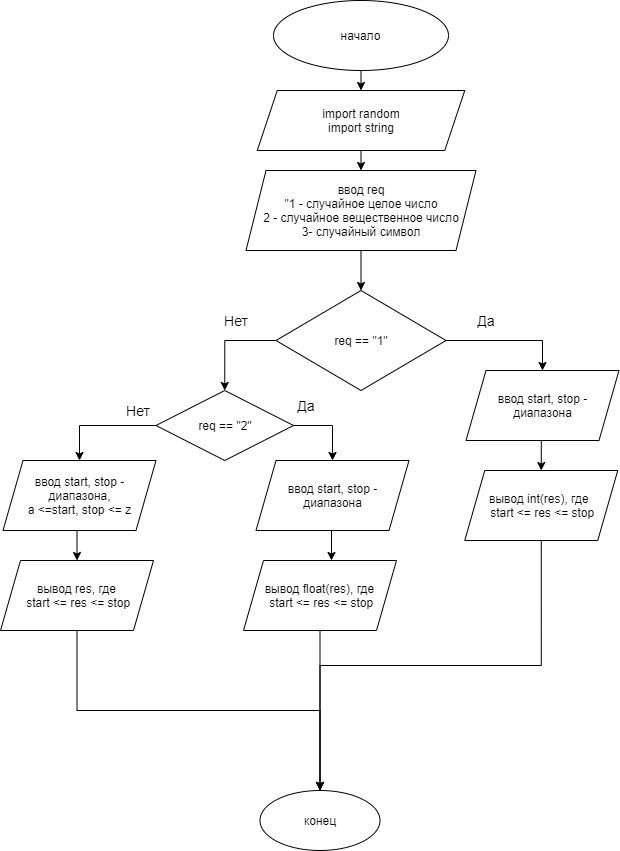 начало
import random
import string
ввод req
"1 - случайное целое число
2 - случайное вещественное число
3- случайный символ
req == "1"
Нет
Да
req == "2"
Нет
Да
ввод start, stop -
диапазона
ввод start, stop -
диапазона,
a <=start, stop <= z
ввод start, stop -
диапазона
вывод int(res), где
start <= res <= stop
вывод res, где
start <= res <= stop
вывод float(res), где
start <= res <= stop
конец